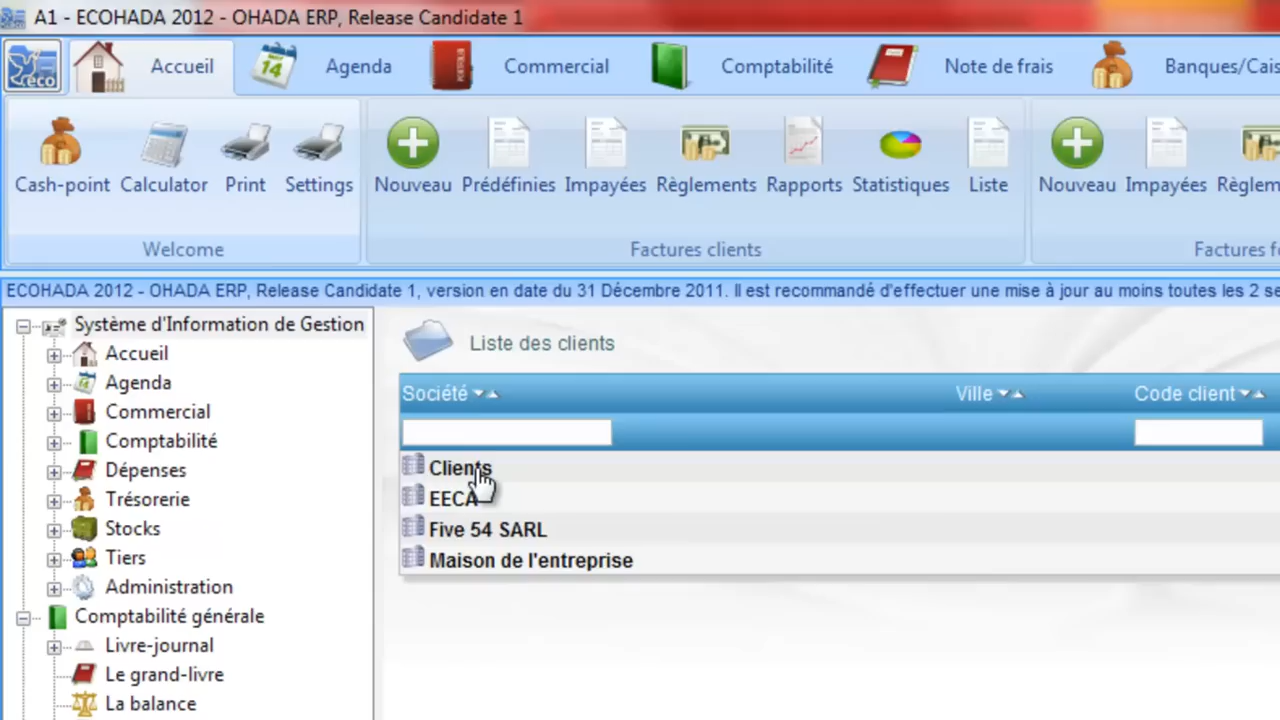 A1 - ECOHADA 2012 - OHADA ERP, Release Candidate 1
eco Accueil 14 Agenda Commercial Comptabilité Note de frais Banques/Cais
Cash-point Calculator Print Settings Nouveau Prédéfinies Impayées Règlements Rapports Statistiques Liste Nouveau Impayées Règlem
Welcome Factures clients Factures f
ECOHADA 2012 - OHADA ERP, Release Candidate 1, version en date du 31 Décembre 2011. Il est recommandé d'effectuer une mise à jour au moins toutes les 2 se
Système d'Information de Gestion
Accueil
Agenda
Commercial
Comptabilité
Dépenses
Trésorerie
Stocks
Tiers
Administration
Comptabilité générale
Livre-journal
Le grand-livre
La balance
Liste des clients
Société Ville Code client
Clients
EECA
Five 54 SARL
Maison de l'entreprise